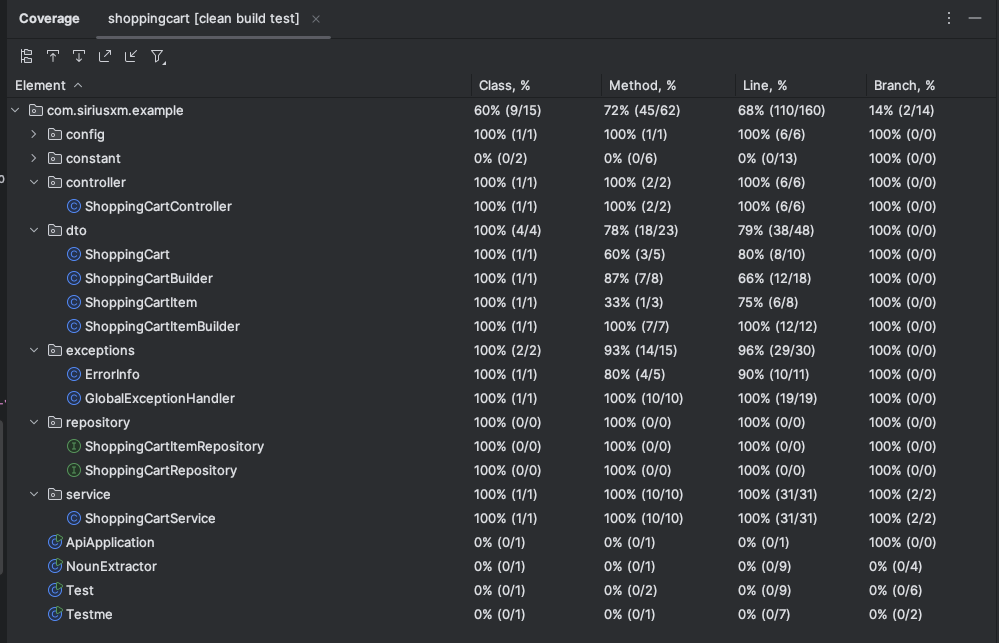 Coverage shoppingcart [clean build test]
Element Class, % Method, % Line, % Branch, %
com.siriusxm.example 60% (9/15) 72% (45/62) 68% (110/160) 14% (2/14)
config 100% (1/1) 100% (1/1) 100% (6/6) 100% (0/0)
constant 0% (0/2) 0% (0/6) 0% (0/13) 100% (0/0)
controller 100% (1/1) 100% (2/2) 100% (6/6) 100% (0/0)
ShoppingCartController 100% (1/1) 100% (2/2) 100% (6/6) 100% (0/0)
dto 100% (4/4) 78% (18/23) 79% (38/48) 100% (0/0)
ShoppingCart 100% (1/1) 60% (3/5) 80% (8/10) 100% (0/0)
ShoppingCartBuilder 100% (1/1) 87% (7/8) 66% (12/18) 100% (0/0)
ShoppingCartItem 100% (1/1) 33% (1/3) 75% (6/8) 100% (0/0)
ShoppingCartItemBuilder 100% (1/1) 100% (7/7) 100% (12/12) 100% (0/0)
exceptions 100% (2/2) 93% (14/15) 96% (29/30) 100% (0/0)
ErrorInfo 100% (1/1) 80% (4/5) 90% (10/11) 100% (0/0)
GlobalExceptionHandler 100% (1/1) 100% (10/10) 100% (19/19) 100% (0/0)
repository 100% (0/0) 100% (0/0) 100% (0/0) 100% (0/0)
ShoppingCartItemRepository 100% (0/0) 100% (0/0) 100% (0/0) 100% (0/0)
ShoppingCartRepository 100% (0/0) 100% (0/0) 100% (0/0) 100% (0/0)
service 100% (1/1) 100% (10/10) 100% (31/31) 100% (2/2)
ShoppingCartService 100% (1/1) 100% (10/10) 100% (31/31) 100% (2/2)
ApiApplication 0% (0/1) 0% (0/1) 0% (0/1) 100% (0/0)
NounExtractor 0% (0/1) 0% (0/1) 0% (0/9) 0% (0/4)
Test 0% (0/1) 0% (0/2) 0% (0/9) 0% (0/6)
Testme 0% (0/1) 0% (0/1) 0% (0/7) 0% (0/2)